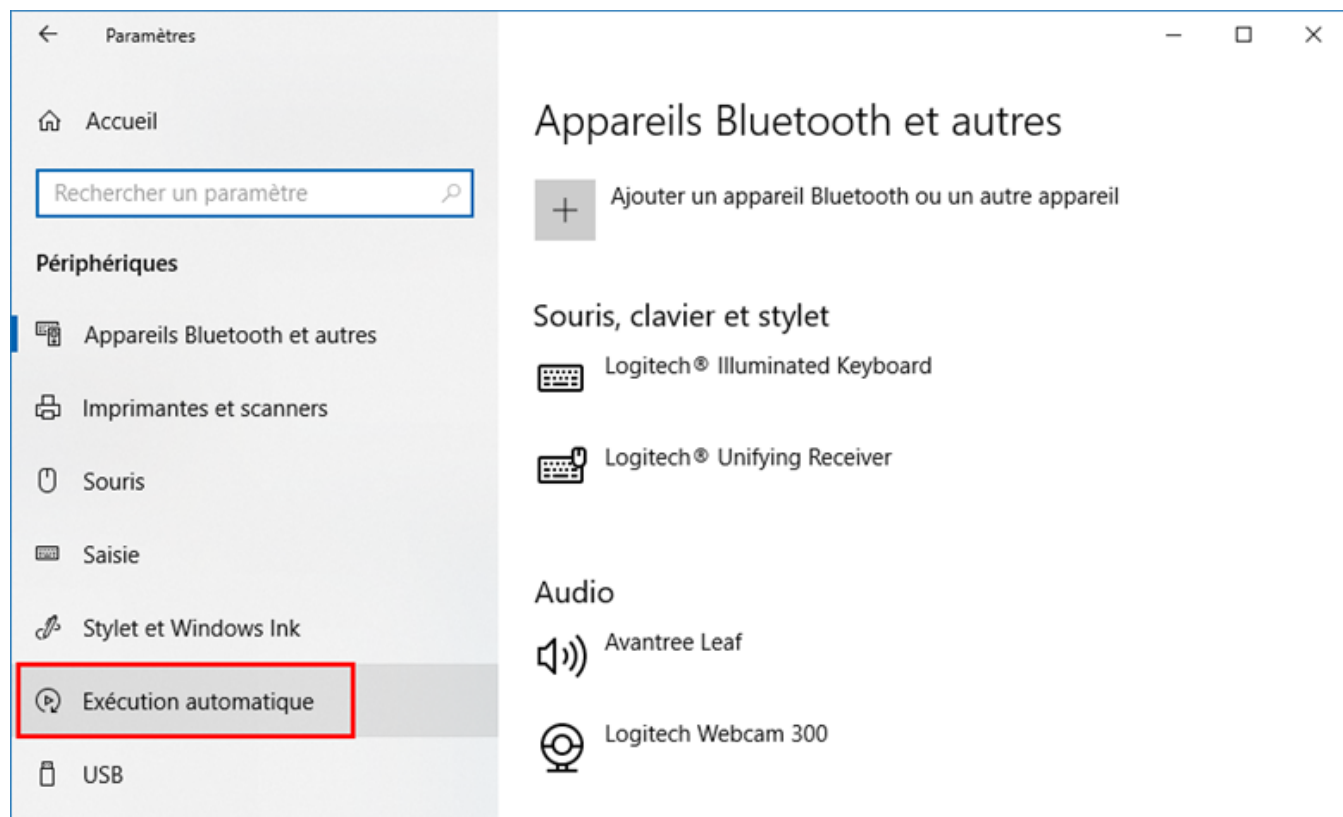 Paramètres
Accueil
Rechercher un paramètre
Périphériques
Appareils Bluetooth et autres
Imprimantes et scanners
Souris
Saisie
Stylet et Windows Ink
Exécution automatique
USB
Appareils Bluetooth et autres
Ajouter un appareil Bluetooth ou un autre appareil
Souris, clavier et stylet
Logitech® Illuminated Keyboard
Logitech® Unifying Receiver
Audio
Avantree Leaf
Logitech Webcam 300